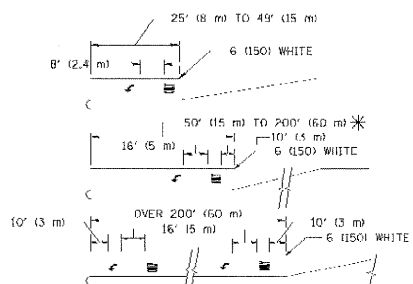 25' (8 m) TO 49' (15 m)
6 (150) WHITE
8' (2.4 m)
50' (15 m) TO 200' (60 m) *
10' (3 m)
16' (5 m)
6 (150) WHITE
OVER 200' (60 m)
10' (3 m)
10' (3 m)
16' (5 m)
6 (150) WHITE